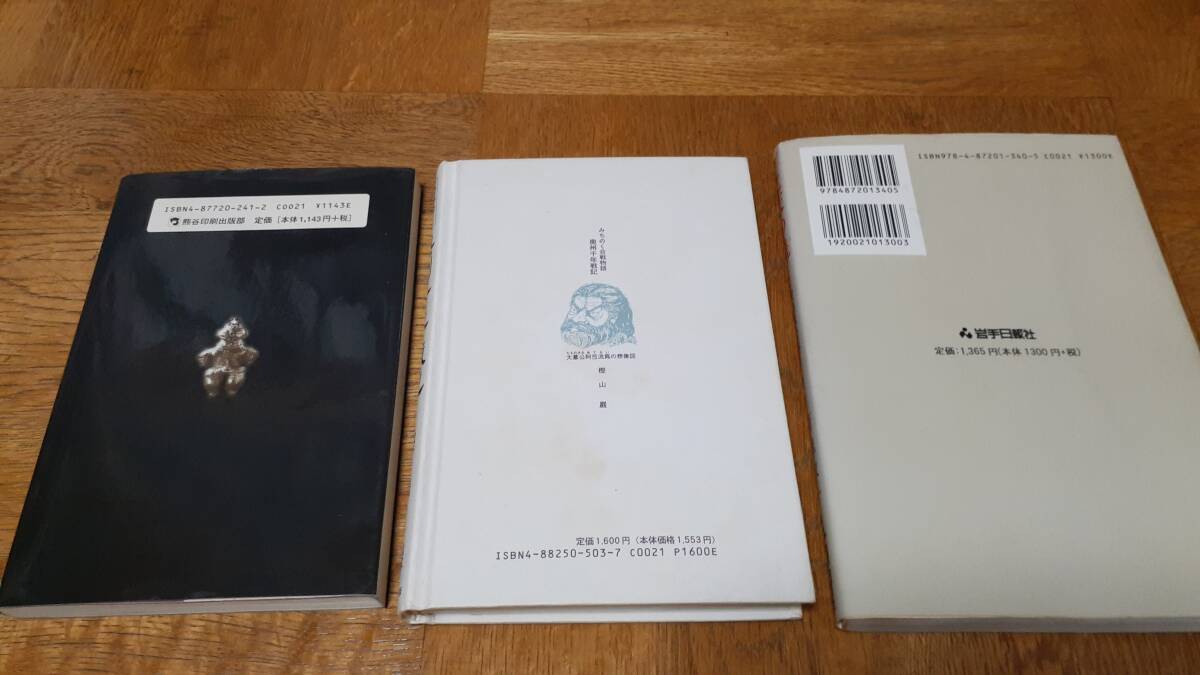 ISBN4-87720-241-2 C0021 ¥1143E
熊谷印刷出版部 定価［本体1,143円+税］
みちのく合戦物語
奥州千年戦記
大墓公阿弖流爲の想像図
樫山巖
定価1,600円（本体価格1,553円）
ISBN4-88250-503-7 C0021 P1600E
ISBN978-4-87201-340-5 C0021 ¥1300E
9784872013405
1920021013003
岩手日報社
定価:1,365円(本体 1300円+税)